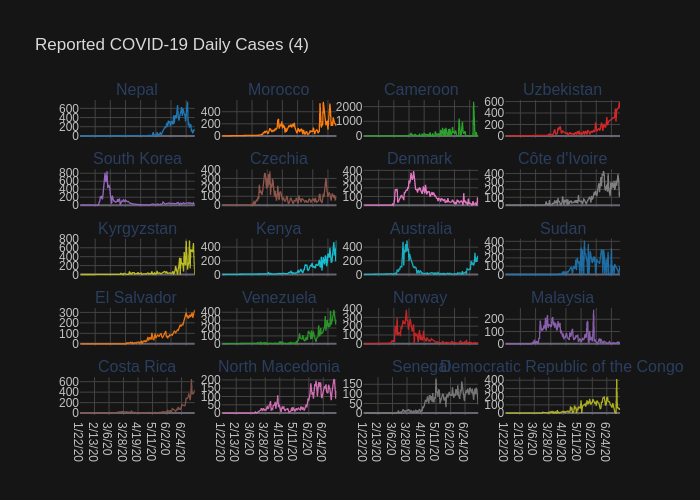 Reported COVID-19 Daily Cases (4)
Nepal Morocco Cameroon Uzbekistan
600 400 200 0
400 200 0
2000 1000 0
600 400 200 0
South Korea Czechia Denmark Côte d'Ivoire
800 600 400 200 0
400 300 200 100 0
400 300 200 100 0
400 300 200 100 0
Kyrgyzstan Kenya Australia Sudan
800 600 400 200 0
400 200 0
400 200 0
400 300 200 100 0
El Salvador Venezuela Norway Malaysia
300 200 100 0
400 300 200 100 0
400 300 200 100 0
200 100 0
Costa Rica North Macedonia Senegal Democratic Republic of the Congo
600 400 200 0
200 150 100 50 0
150 100 50 0
400 300 200 100 0
1/22/20 2/13/20 3/6/20 3/28/20 4/19/20 5/11/20 6/2/20 6/24/20
1/22/20 2/13/20 3/6/20 3/28/20 4/19/20 5/11/20 6/2/20 6/24/20
1/22/20 2/13/20 3/6/20 3/28/20 4/19/20 5/11/20 6/2/20 6/24/20
1/22/20 2/13/20 3/6/20 3/28/20 4/19/20 5/11/20 6/2/20 6/24/20